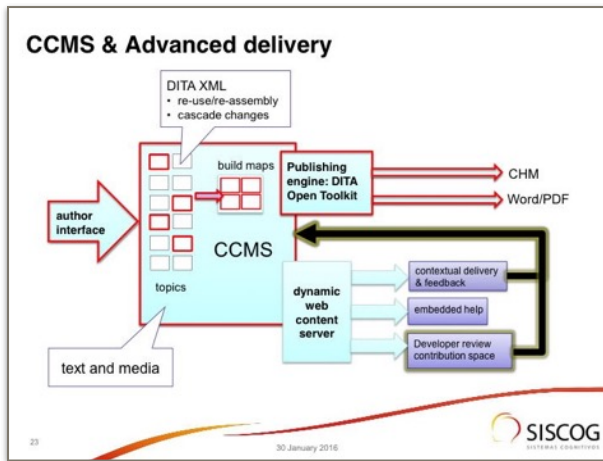 CCMS & Advanced delivery
DITA XML
• re-use/re-assembly
• cascade changes
build maps
Publishing
engine: DITA
Open Toolkit
CHM
Word/PDF
author
interface
CCMS
topics
dynamic
web
content
server
contextual delivery
& feedback
embedded help
Developer review
contribution space
text and media
23
30 January 2016
SISCOG
SISTEMAS COGNITIVOS